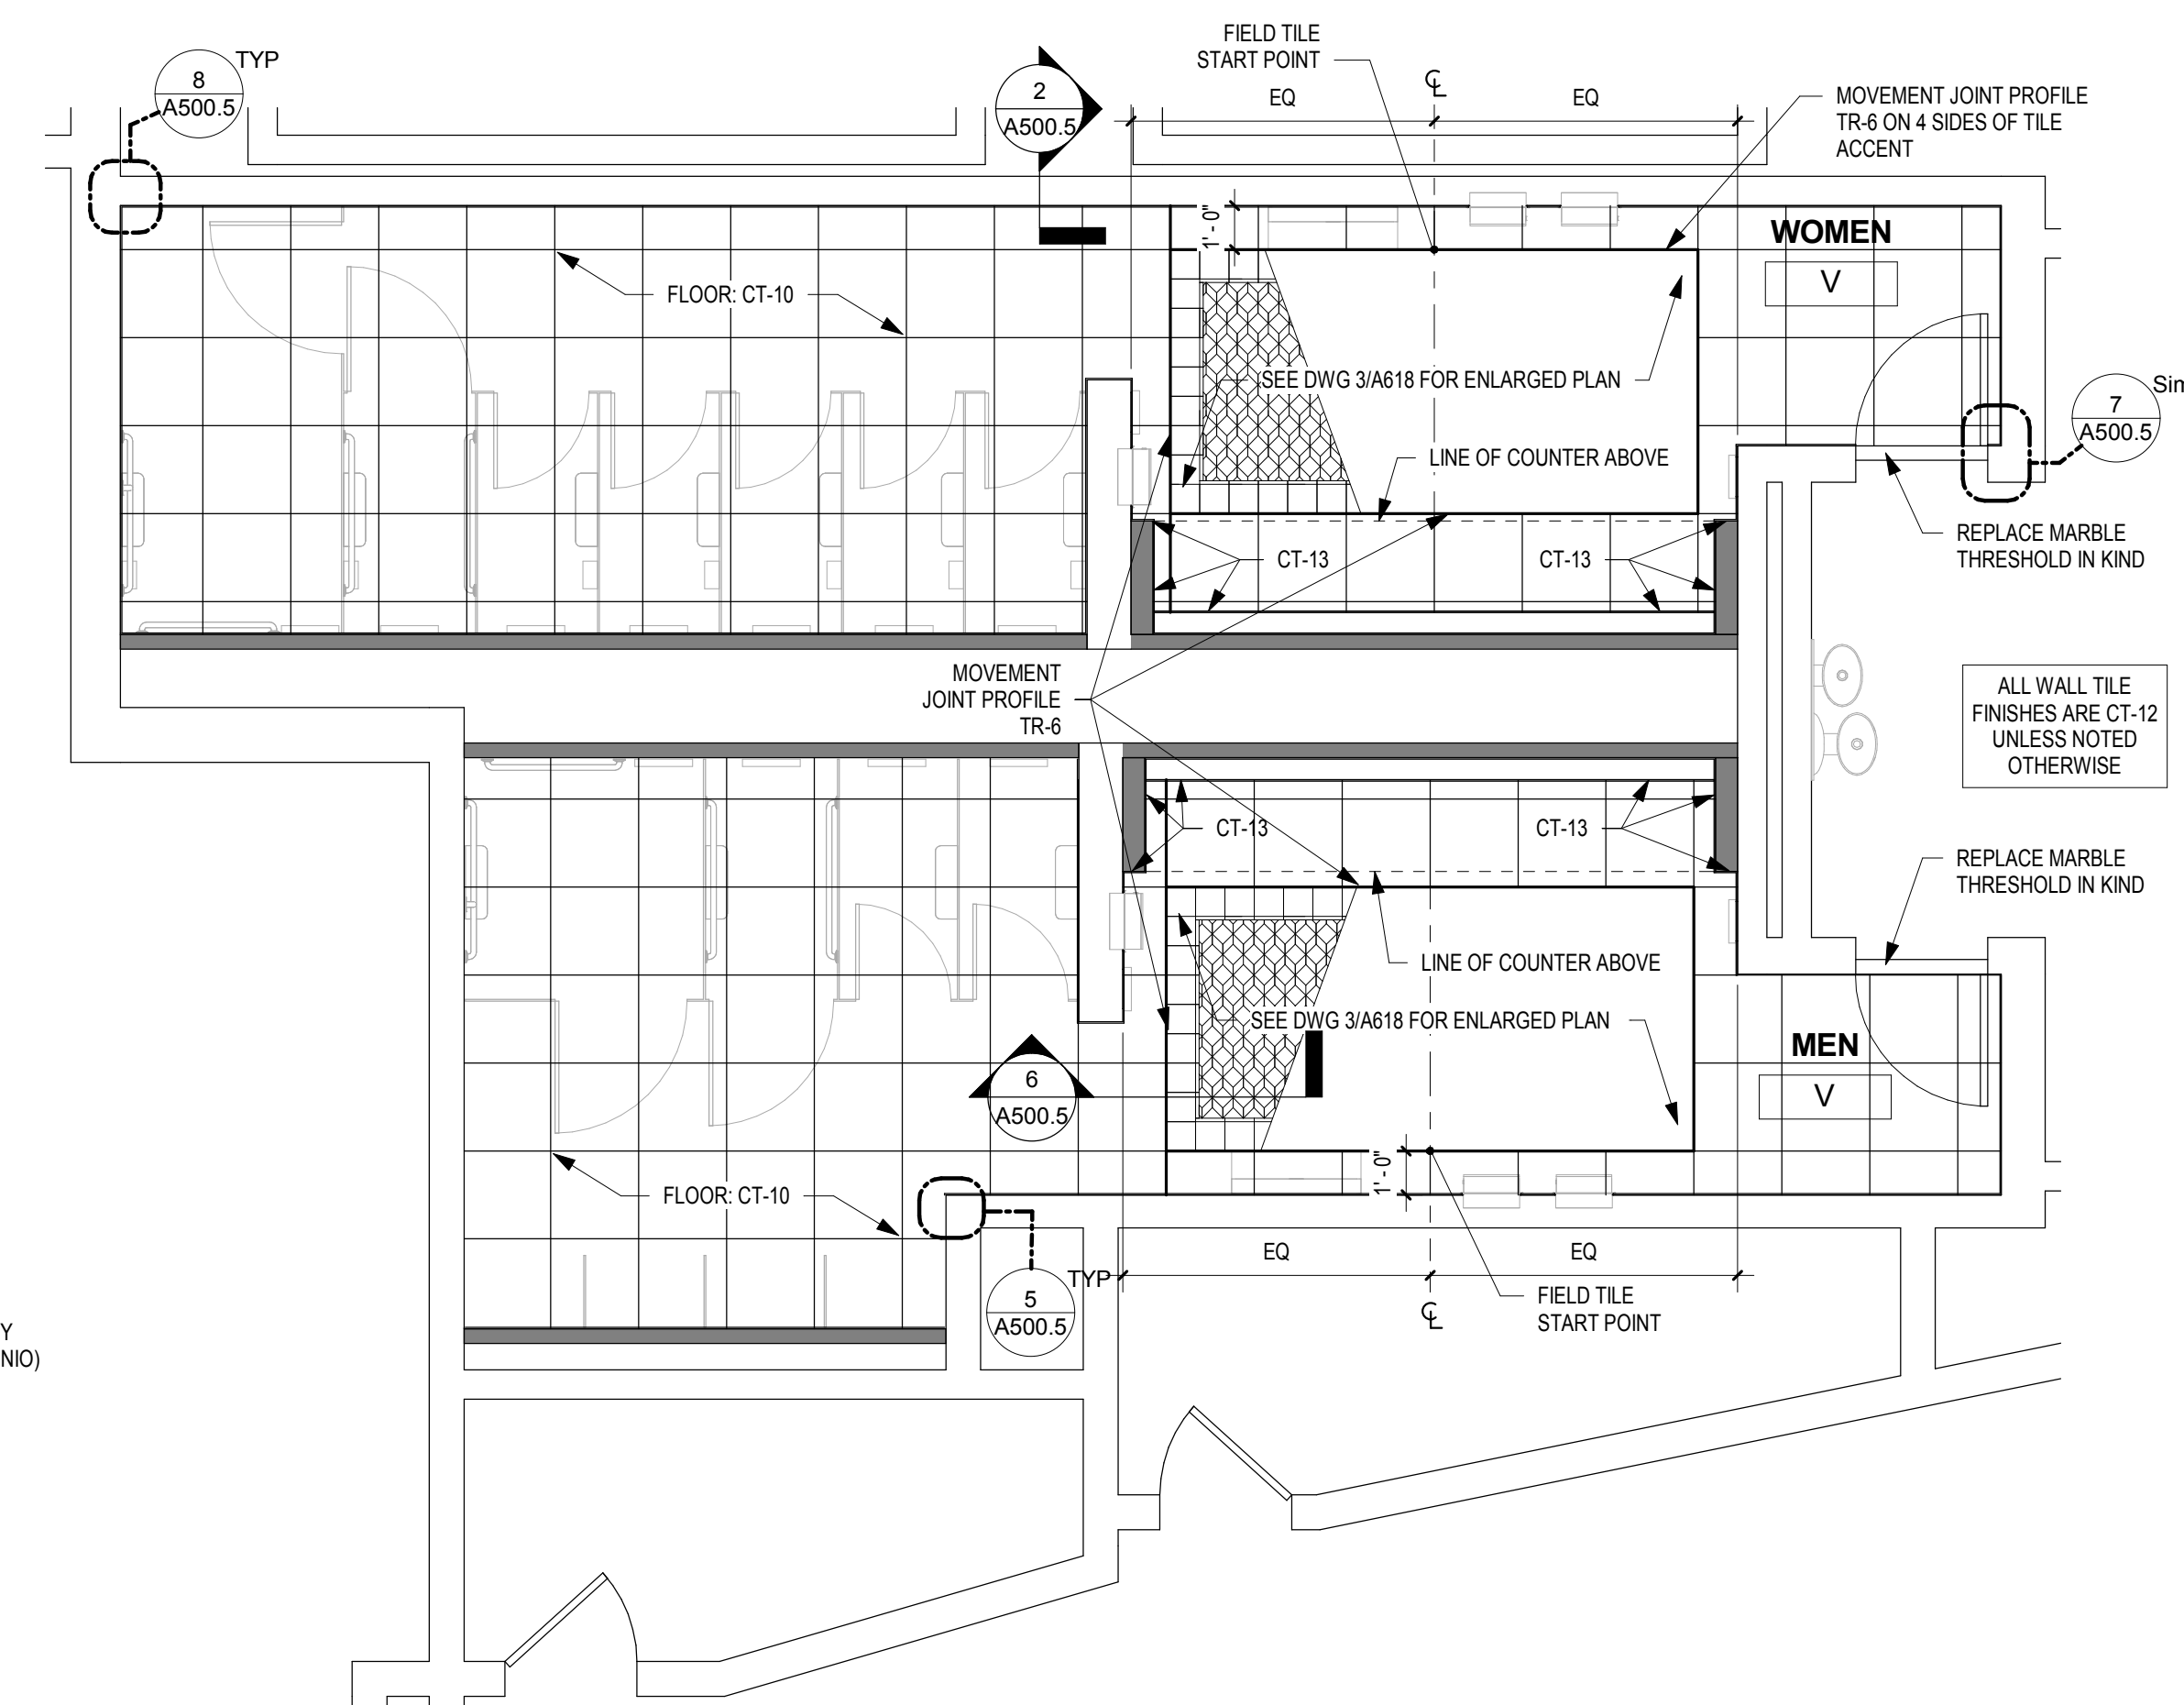 FIELD TILE
START POINT
8
A500.5
TYP
2
A500.5
EQ
℄
EQ
MOVEMENT JOINT PROFILE
TR-6 ON 4 SIDES OF TILE
ACCENT
1' - 0"
WOMEN
V
FLOOR: CT-10
SEE DWG 3/A618 FOR ENLARGED PLAN
7
A500.5
Sim
LINE OF COUNTER ABOVE
REPLACE MARBLE
THRESHOLD IN KIND
CT-13
CT-13
MOVEMENT
JOINT PROFILE
TR-6
ALL WALL TILE
FINISHES ARE CT-12
UNLESS NOTED
OTHERWISE
CT-13
CT-13
REPLACE MARBLE
THRESHOLD IN KIND
LINE OF COUNTER ABOVE
SEE DWG 3/A618 FOR ENLARGED PLAN
MEN
V
6
A500.5
1' - 0"
FLOOR: CT-10
EQ
EQ
TYP
5
A500.5
℄
FIELD TILE
START POINT
Y
NIO)